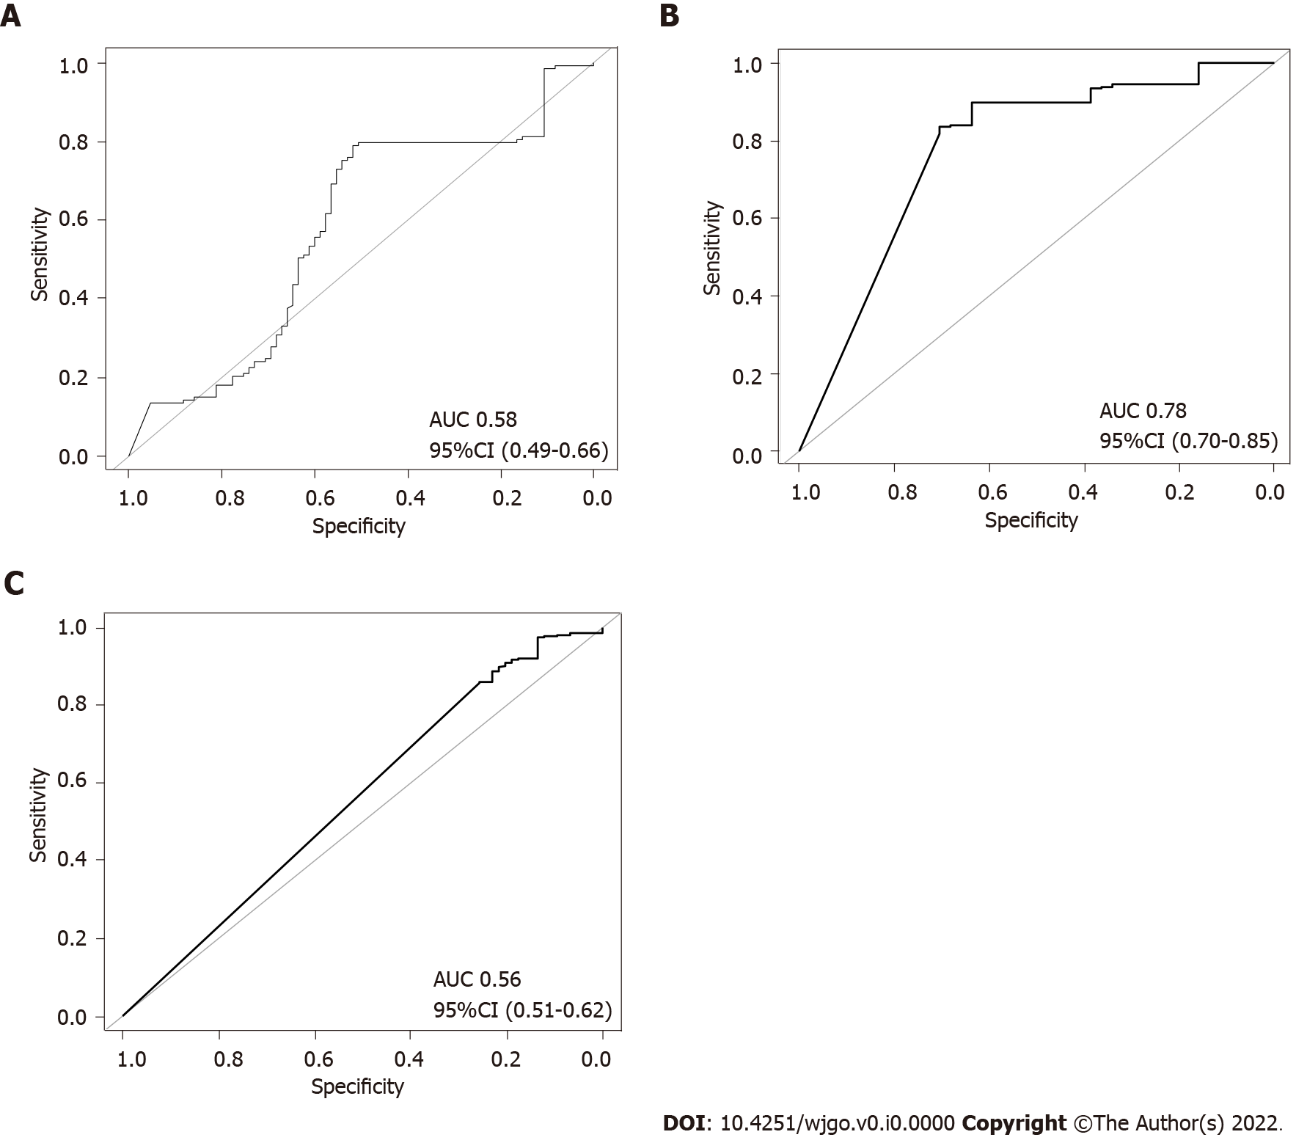 A
1.0
0.8
0.6
0.4
0.2
0.0
Sensitivity
AUC 0.58
95%CI (0.49-0.66)
1.0 0.8 0.6 0.4 0.2 0.0
Specificity
B
1.0
0.8
0.6
0.4
0.2
0.0
Sensitivity
AUC 0.78
95%CI (0.70-0.85)
1.0 0.8 0.6 0.4 0.2 0.0
Specificity
C
1.0
0.8
0.6
0.4
0.2
0.0
Sensitivity
AUC 0.56
95%CI (0.51-0.62)
1.0 0.8 0.6 0.4 0.2 0.0
Specificity
DOI: 10.4251/wjgo.v0.i0.0000 Copyright ©The Author(s) 2022.